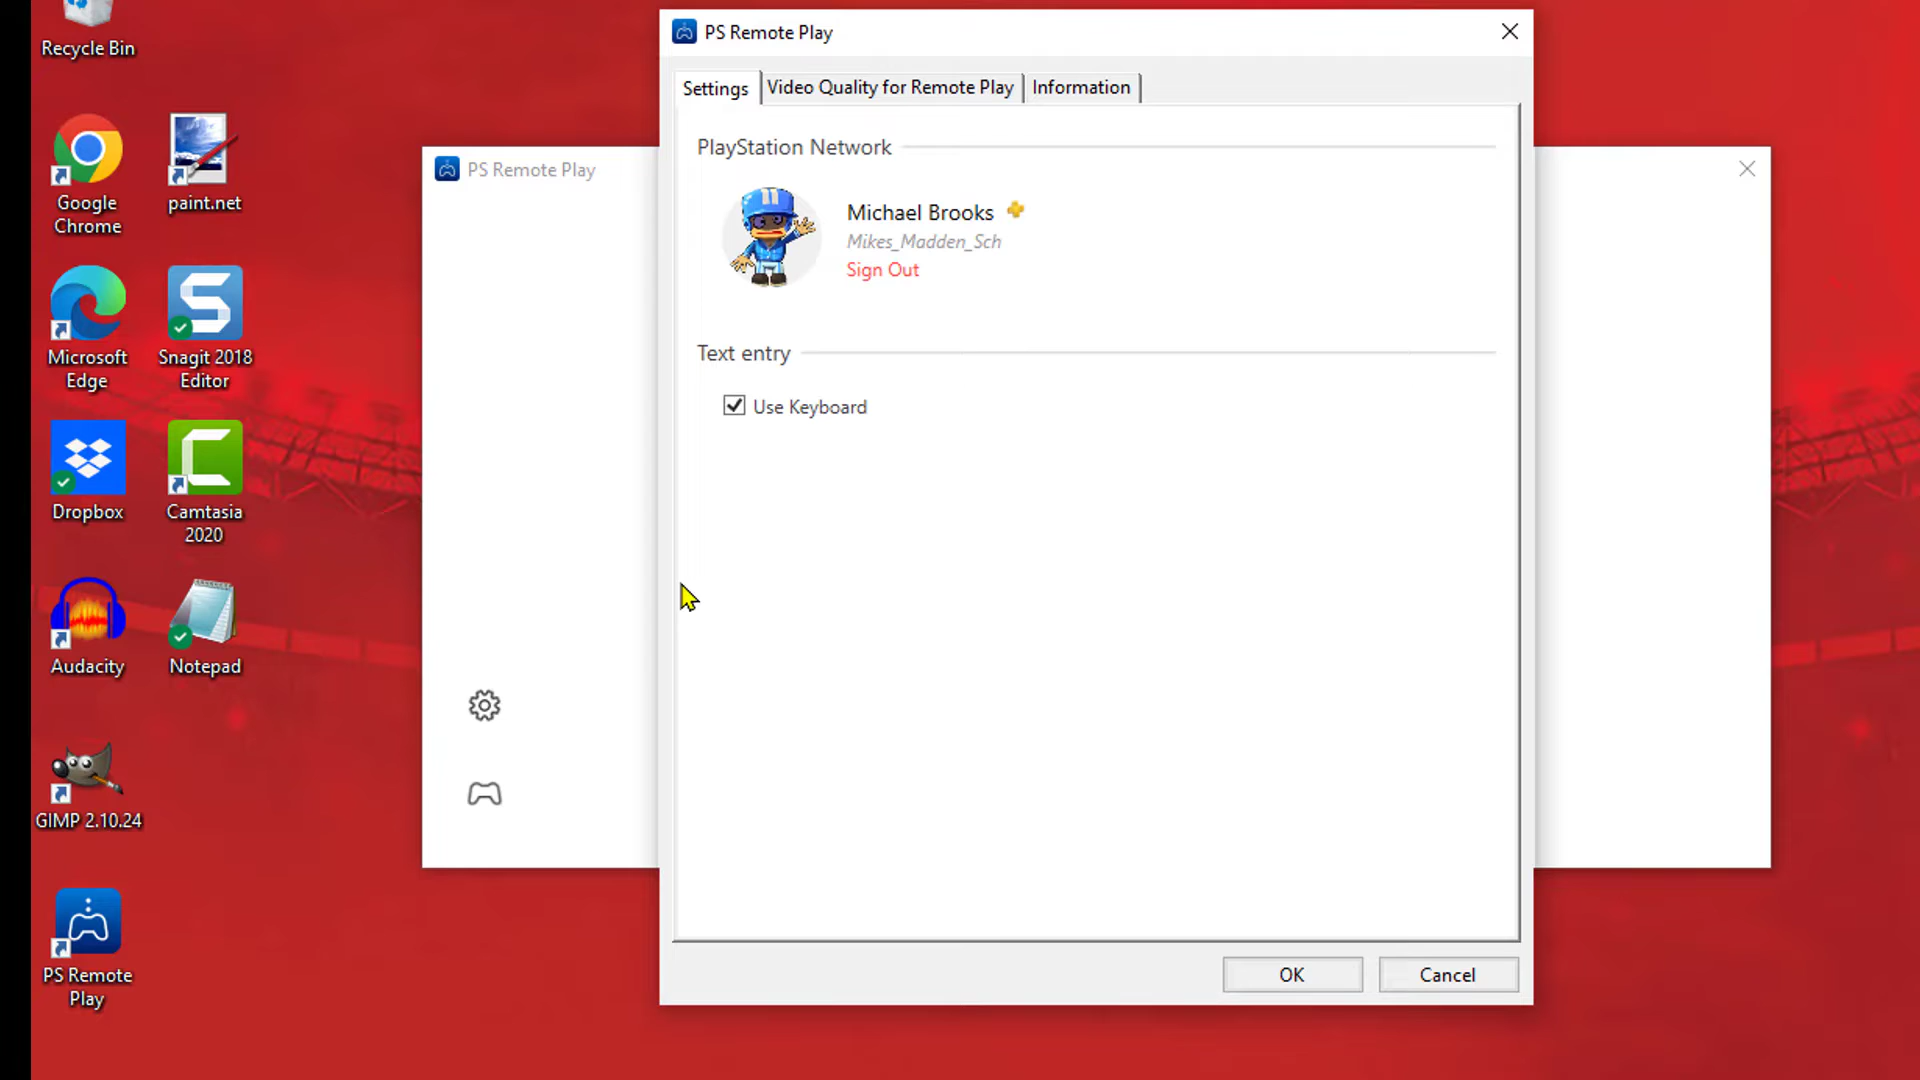 Recycle Bin
Google
Chrome
paint.net
Microsoft
Edge
Snagit 2018
Editor
Dropbox
Camtasia
2020
Audacity
Notepad
GIMP 2.10.24
PS Remote
Play
PS Remote Play
PS Remote Play
Settings
Video Quality for Remote Play
Information
PlayStation Network
Michael Brooks
Mikes_Madden_Sch
Sign Out
Text entry
Use Keyboard
OK
Cancel